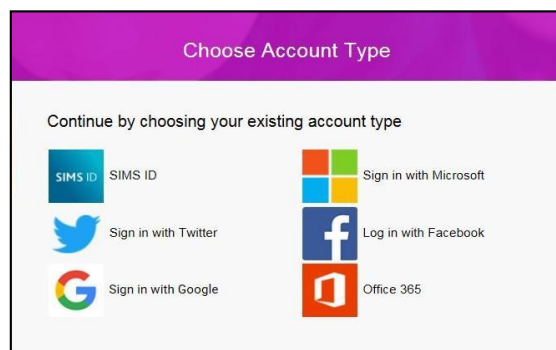 Choose Account Type
Continue by choosing your existing account type
SIMS ID SIMS ID Sign in with Microsoft
Sign in with Twitter Log in with Facebook
Sign in with Google Office 365